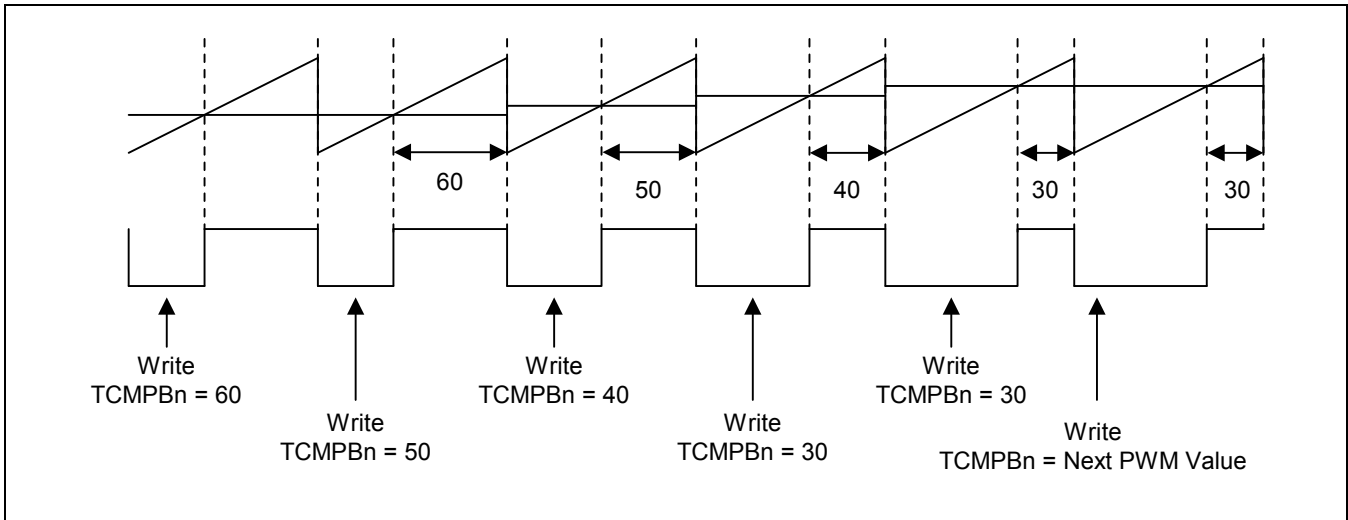 60
50
40
30
30
Write
TCMPBn = 60
Write
TCMPBn = 50
Write
TCMPBn = 40
Write
TCMPBn = 30
Write
TCMPBn = 30
Write
TCMPBn = Next PWM Value